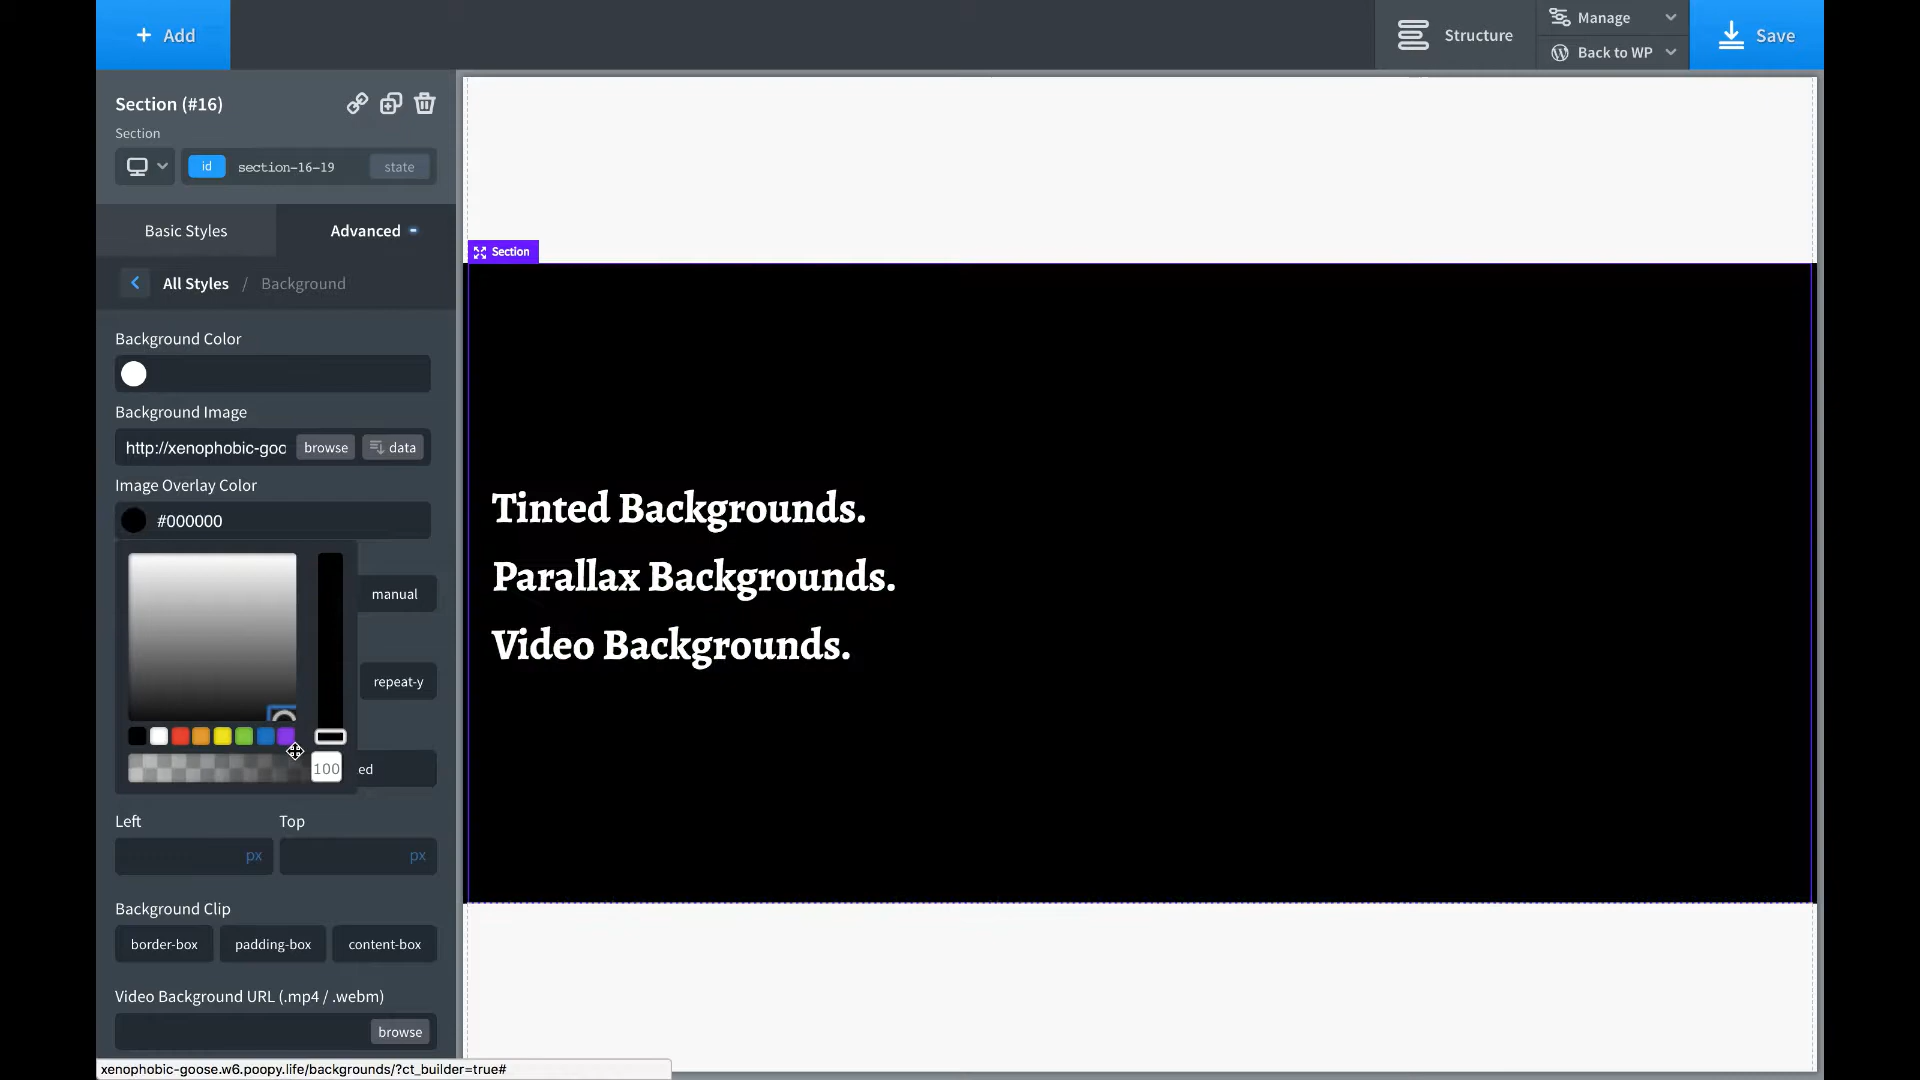 Add
Structure
Manage
Back to WP
Save
Section (#16)
Section
id section-16-19 state
Basic Styles
Advanced
All Styles / Background
Section
Background Color
Background Image
http://xenophobic-goo browse data
Image Overlay Color
#000000
manual
repeat-y
100
ed
Left Top
px px
Background Clip
border-box padding-box content-box
Video Background URL (.mp4 / .webm)
browse
xenophobic-goose.w6.poopy.life/backgrounds/?ct_builder=true#
Tinted Backgrounds.
Parallax Backgrounds.
Video Backgrounds.